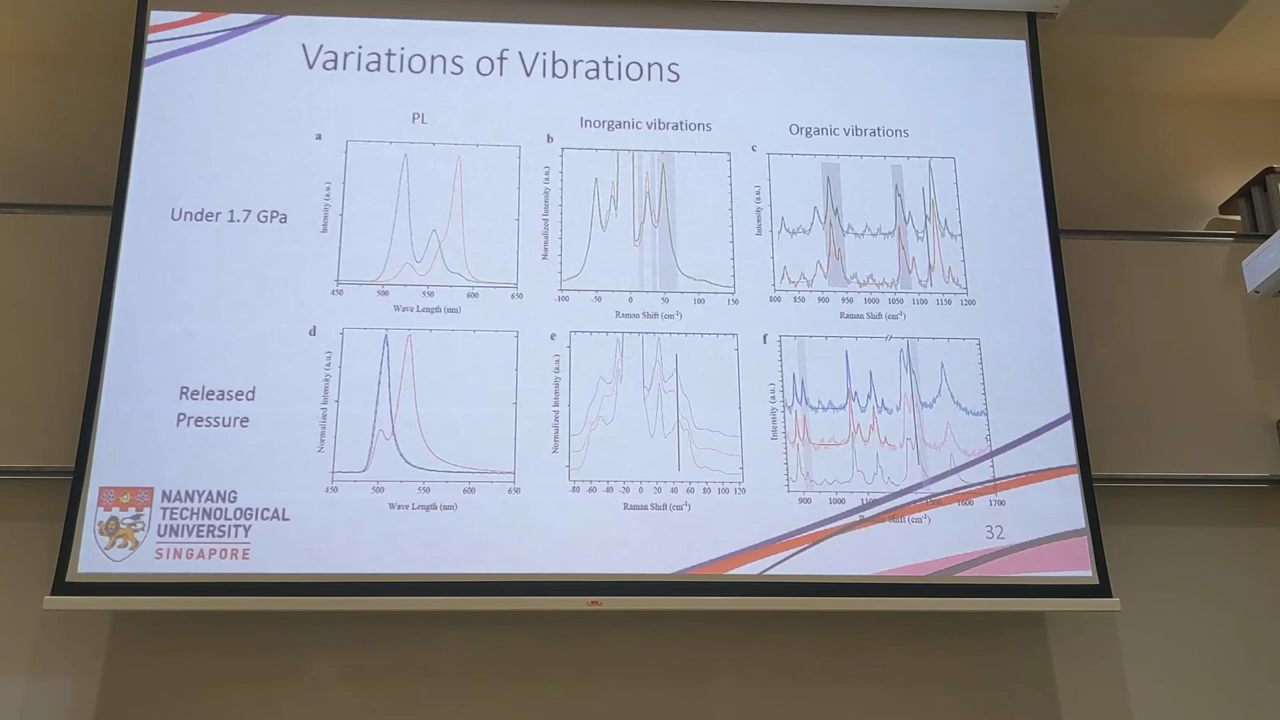 Variations of Vibrations
PL
Inorganic vibrations
Organic vibrations
Under 1.7 GPa
a
Intensity (a.u.)
450 500 550 600 650
Wave Length (nm)
b
Normalized Intensity (a.u.)
-100 -50 0 50 100 150
Raman Shift (cm-1)
c
Intensity (a.u.)
800 850 900 950 1000 1050 1100 1150 1200
Raman Shift (cm-1)
Released
Pressure
d
Normalized Intensity (a.u.)
450 500 550 600 650
Wave Length (nm)
e
Normalized Intensity (a.u.)
-80 -60 -40 -20 0 20 40 60 80 100 120
Raman Shift (cm-1)
f
Intensity (a.u.)
900 1000 1600 1700
Shift (cm-1)
NANYANG
TECHNOLOGICAL
UNIVERSITY
SINGAPORE
32